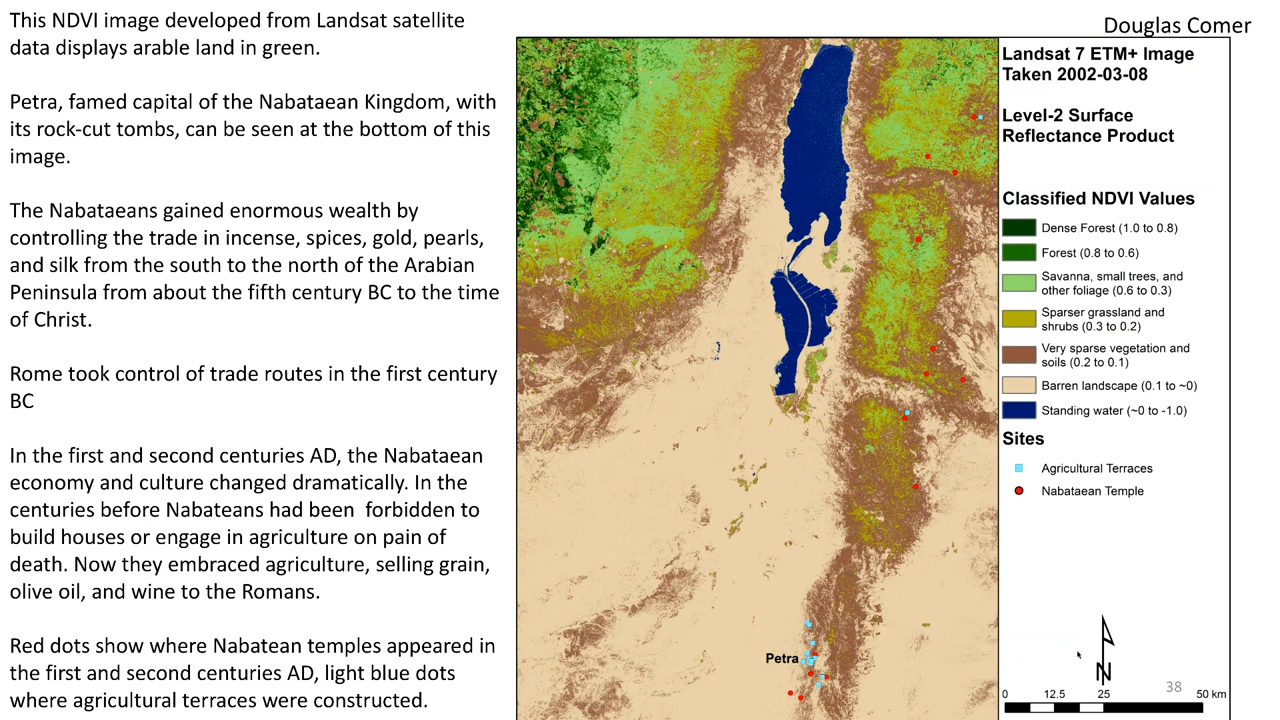 This NDVI image developed from Landsat satellite
data displays arable land in green.
Petra, famed capital of the Nabataean Kingdom, with
its rock-cut tombs, can be seen at the bottom of this
image.
The Nabataeans gained enormous wealth by
controlling the trade in incense, spices, gold, pearls,
and silk from the south to the north of the Arabian
Peninsula from about the fifth century BC to the time
of Christ.
Rome took control of trade routes in the first century
BC
In the first and second centuries AD, the Nabataean
economy and culture changed dramatically. In the
centuries before Nabateans had been forbidden to
build houses or engage in agriculture on pain of
death. Now they embraced agriculture, selling grain,
olive oil, and wine to the Romans.
Red dots show where Nabatean temples appeared in
the first and second centuries AD, light blue dots
where agricultural terraces were constructed.
Douglas Comer
Petra
Landsat 7 ETM+ Image
Taken 2002-03-08
Level-2 Surface
Reflectance Product
Classified NDVI Values
Dense Forest (1.0 to 0.8)
Forest (0.8 to 0.6)
Savanna, small trees, and
other foliage (0.6 to 0.3)
Sparser grassland and
shrubs (0.3 to 0.2)
Very sparse vegetation and
soils (0.2 to 0.1)
Barren landscape (0.1 to ~0)
Standing water (~0 to -1.0)
Sites
Agricultural Terraces
Nabataean Temple
N
38
0 12.5 25 50 km